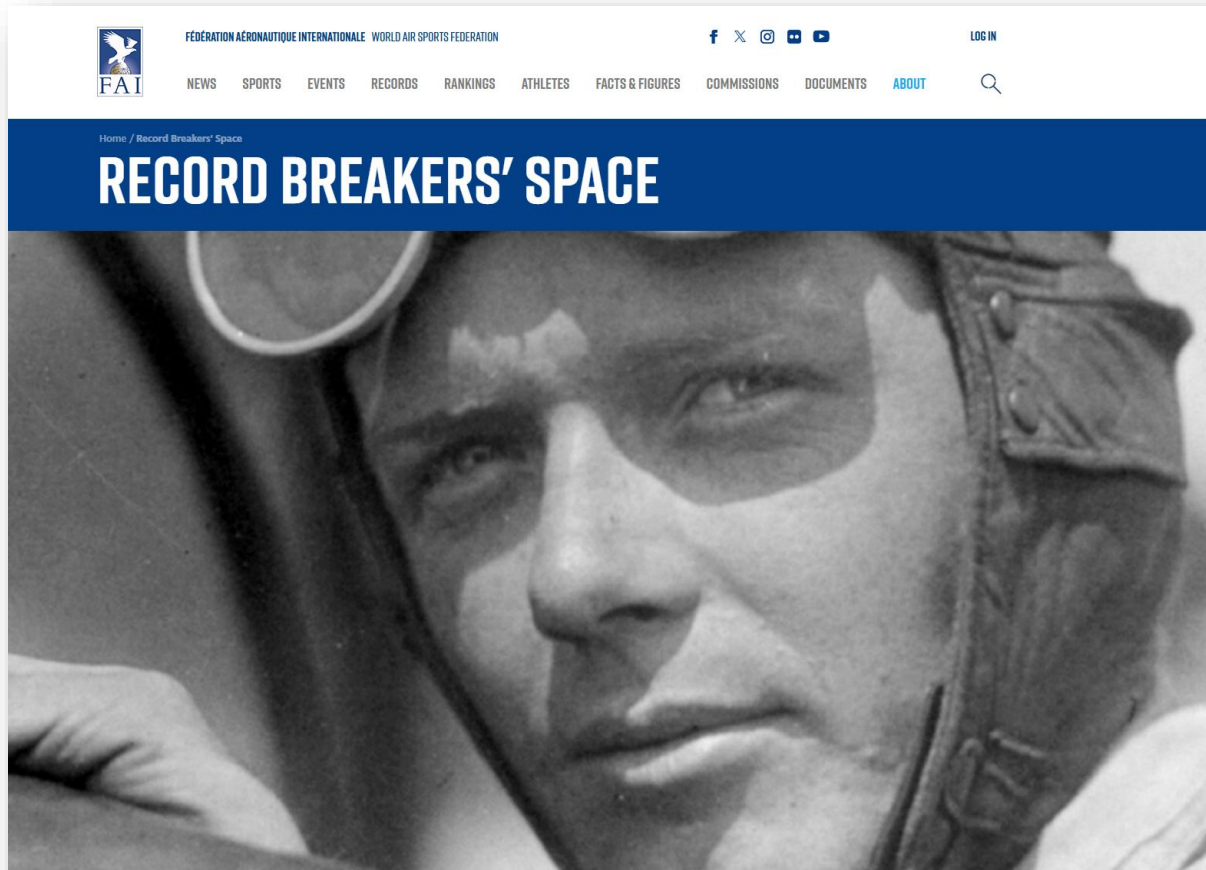 FÉDÉRATION AÉRONAUTIQUE INTERNATIONALE WORLD AIR SPORTS FEDERATION
LOG IN
FAI
NEWS SPORTS EVENTS RECORDS RANKINGS ATHLETES FACTS & FIGURES COMMISSIONS DOCUMENTS ABOUT
Home / Record Breakers' Space
RECORD BREAKERS' SPACE